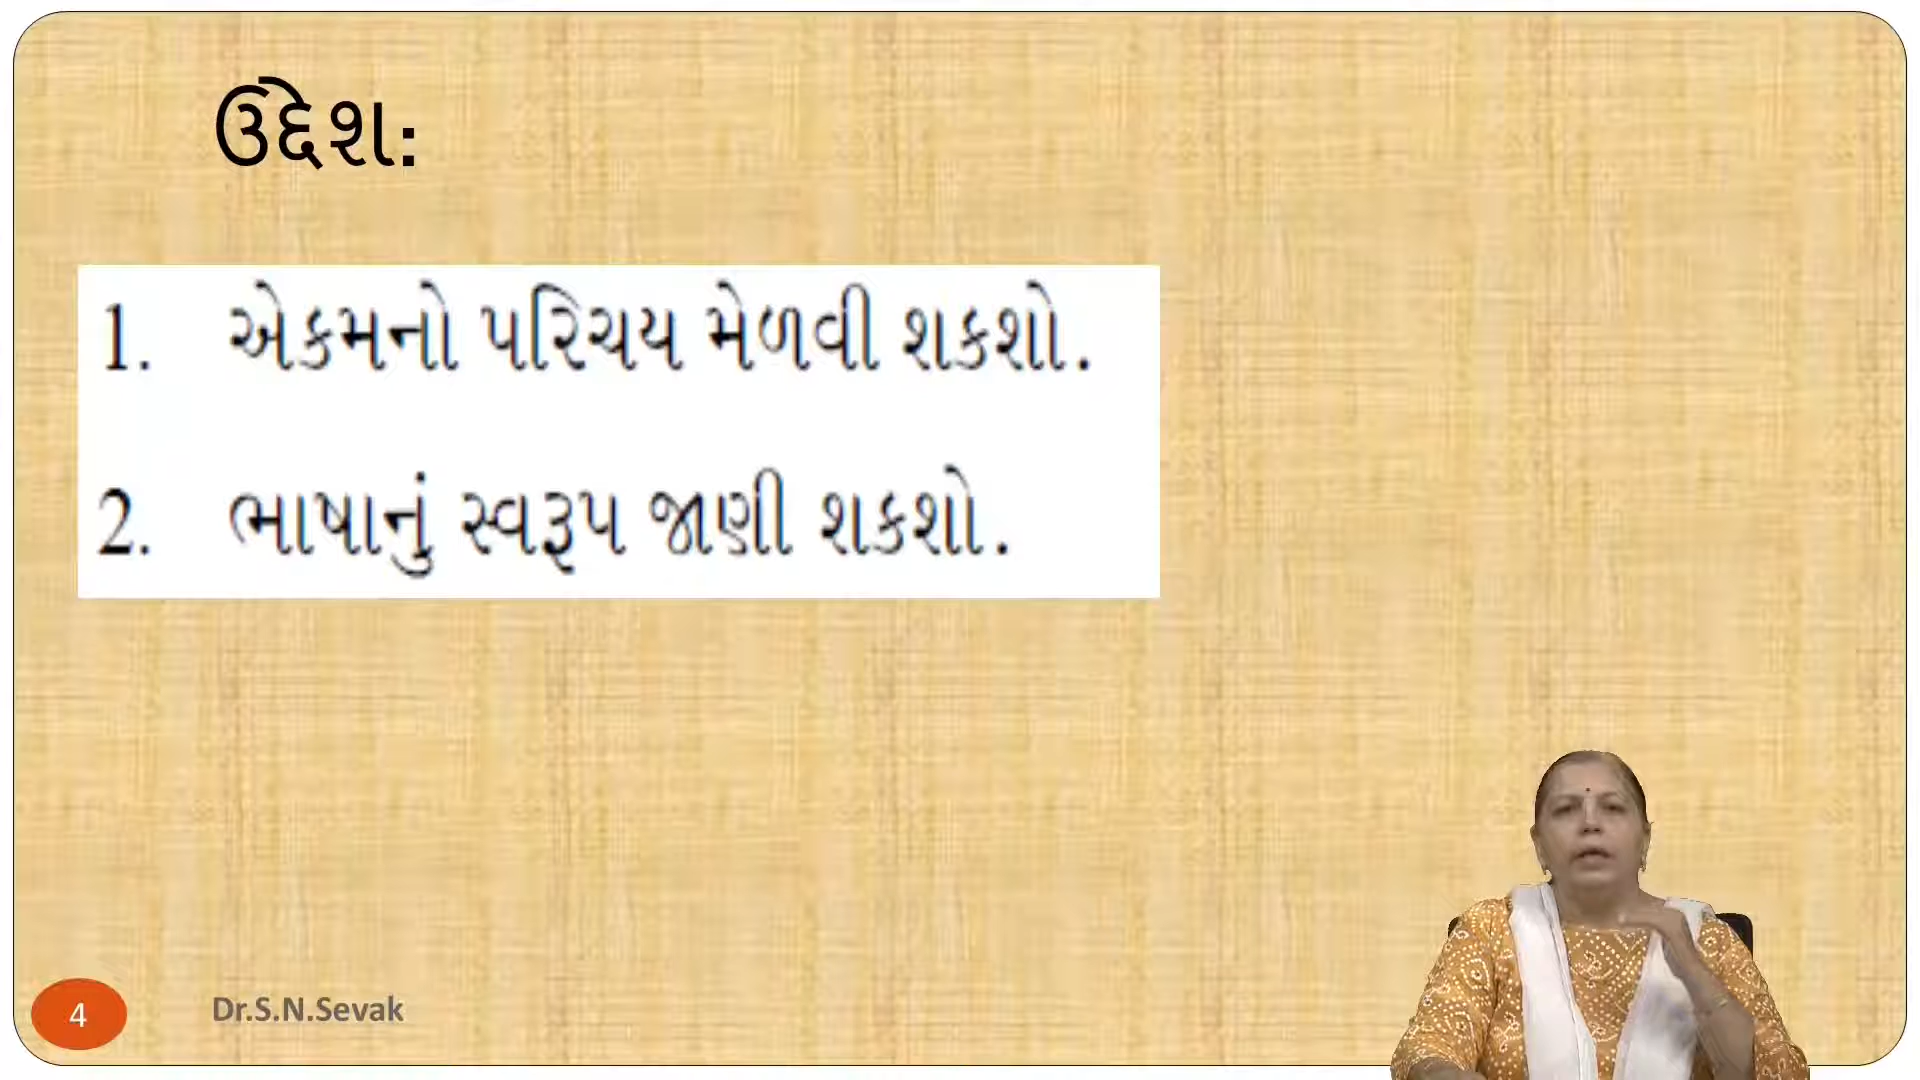 ઉદ્દેશ:
1. એકમનો પરિચય મેળવી શકશો.
2. ભાષાનું સ્વરૂપ જાણી શકશો.
4
Dr.S.N.Sevak